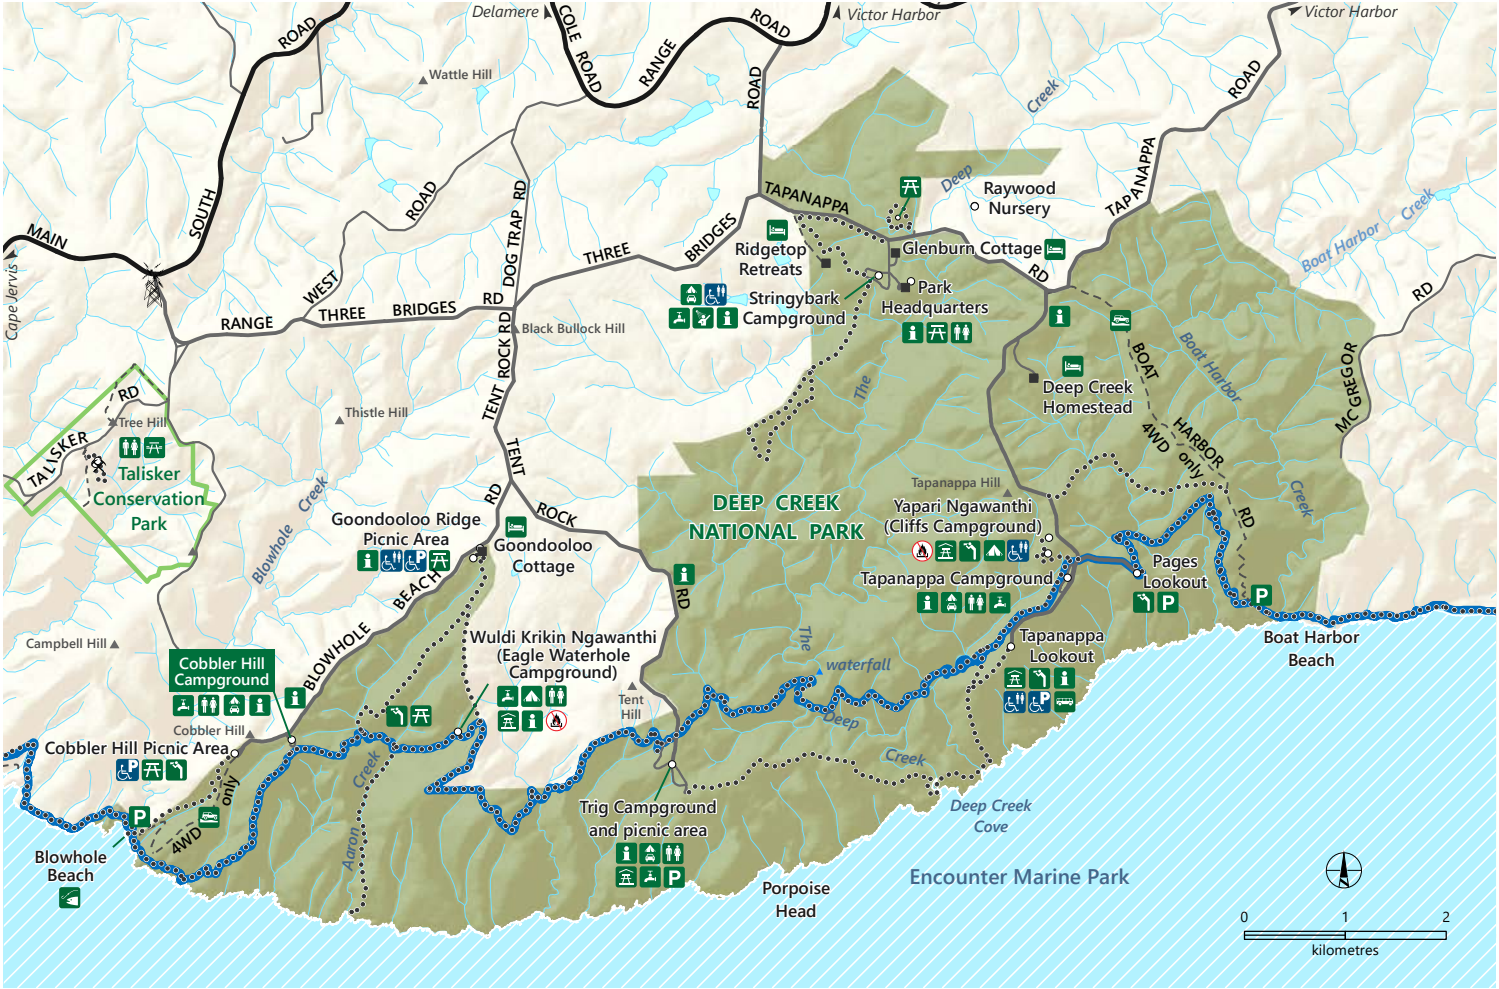 Delamere
Victor Harbor
Victor Harbor
ROAD
COLE ROAD
RANGE
ROAD
Wattle Hill
ROAD
Creek
ROAD
MAIN
SOUTH
Cape Jervis
WEST
ROAD
DOG TRAP RD
THREE
BRIDGES
TAPANAPPA
Deep
Raywood
Nursery
TAPANAPPA
Boat Harbor
Creek
Ridgetop
Retreats
Glenburn Cottage
RD
Stringybark
Campground
Park
Headquarters
RANGE
THREE
BRIDGES
RD
Black Bullock Hill
TENT ROCK RD
The
BOAT
HARBOR
RD
4WD
only
Boat Harbor
Creek
MC GREGOR
RD
Deep Creek
Homestead
RD
Tree Hill
TALISKER
Talisker
Conservation
Park
Thistle Hill
Blowhole
Creek
TENT
ROCK
RD
RD
Goondooloo Ridge
Picnic Area
Goondooloo
Cottage
DEEP CREEK
NATIONAL PARK
Tapanappa Hill
Yapari Ngawanthi
(Cliffs Campground)
Tapanappa Campground
Pages
Lookout
P
P
BLOWHOLE
BEACH
Campbell Hill
Wuldi Krikin Ngawanthi
(Eagle Waterhole
Campground)
The
waterfall
Tapanappa
Lookout
Boat Harbor
Beach
Cobbler Hill
Campground
Cobbler Hill
Cobbler Hill Picnic Area
Tent
Hill
Deep
Creek
Creek
Aaron
only
4WD
P
Blowhole
Beach
Trig Campground
and picnic area
P
Deep Creek
Cove
Porpoise
Head
Encounter Marine Park
0 1 2
kilometres